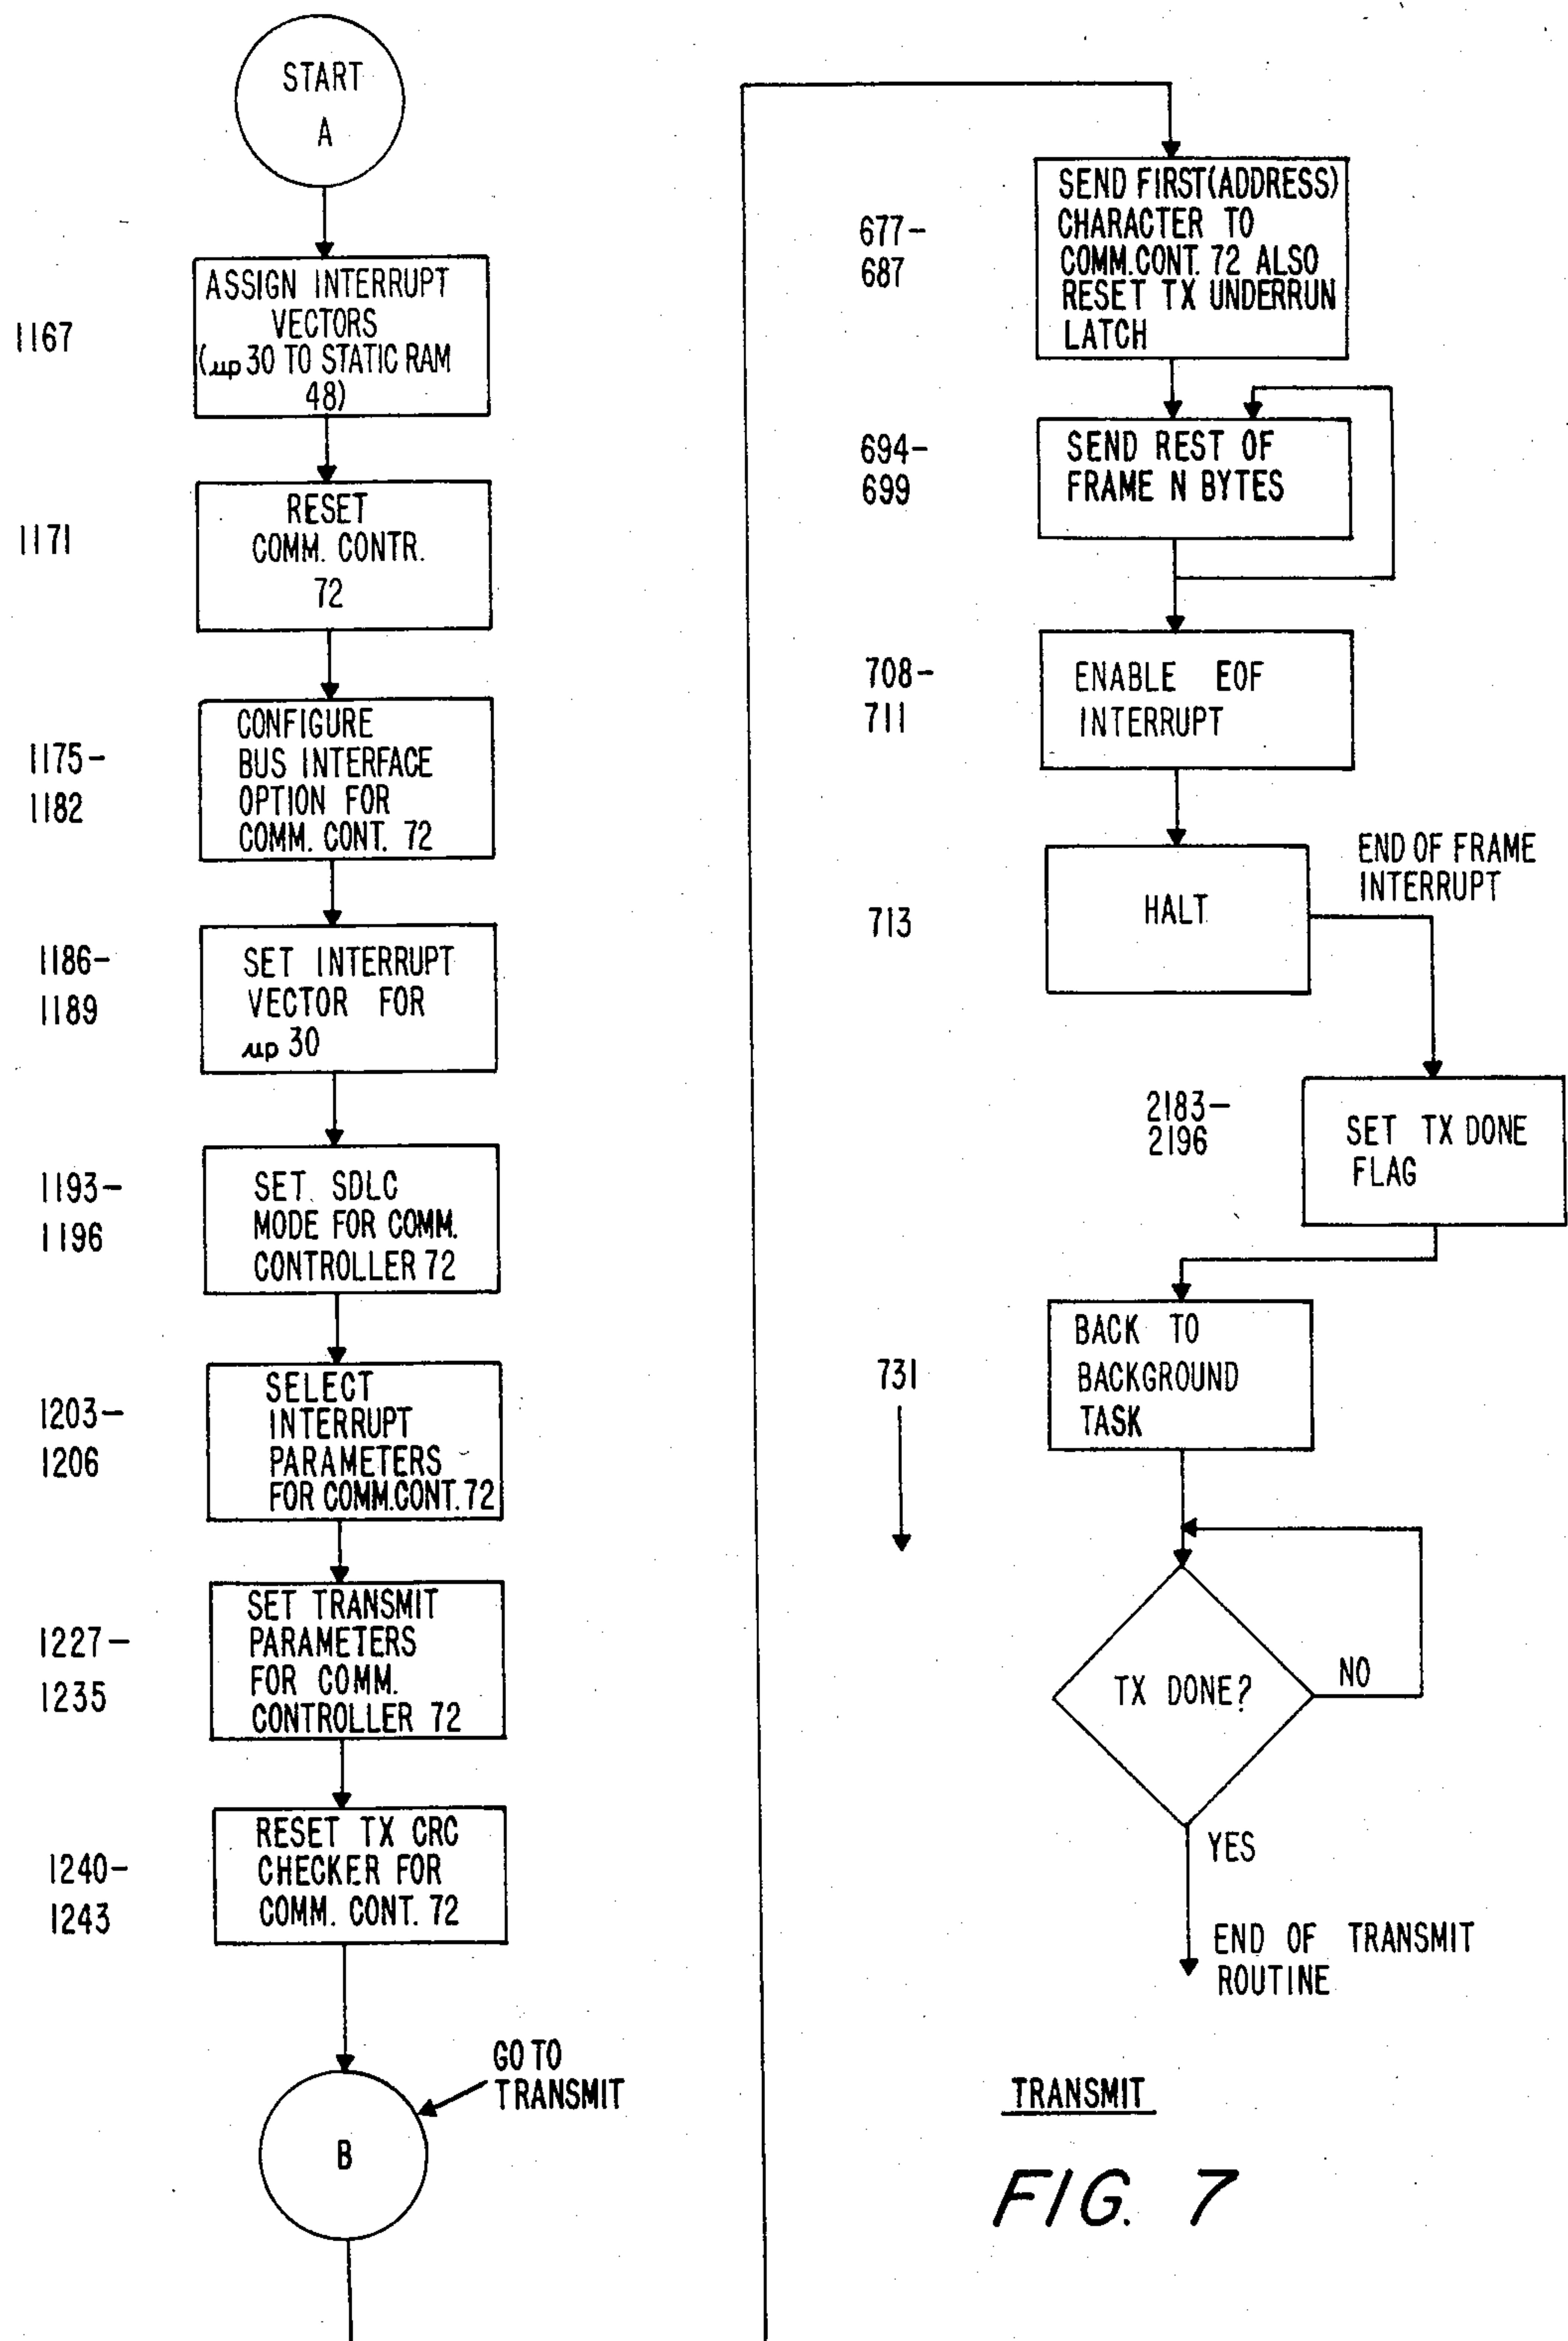 START
A
1167
ASSIGN INTERRUPT
VECTORS
(μp 30 TO STATIC RAM
48)
1171
RESET
COMM. CONTR.
72
1175-
1182
CONFIGURE
BUS INTERFACE
OPTION FOR
COMM. CONT. 72
1186-
1189
SET INTERRUPT
VECTOR FOR
μp 30
1193-
1196
SET SDLC
MODE FOR COMM.
CONTROLLER 72
1203-
1206
SELECT
INTERRUPT
PARAMETERS
FOR COMM.CONT. 72
1227-
1235
SET TRANSMIT
PARAMETERS
FOR COMM.
CONTROLLER 72
1240-
1243
RESET TX CRC
CHECKER FOR
COMM. CONT. 72
GO TO
TRANSMIT
B
677-
687
SEND FIRST(ADDRESS)
CHARACTER TO
COMM.CONT. 72 ALSO
RESET TX UNDERRUN
LATCH
694-
699
SEND REST OF
FRAME N BYTES
708-
711
ENABLE EOF
INTERRUPT
713
HALT
END OF FRAME
INTERRUPT
2183-
2196
SET TX DONE
FLAG
731
BACK TO
BACKGROUND
TASK
TX DONE?
NO
YES
END OF TRANSMIT
ROUTINE
TRANSMIT
FIG. 7